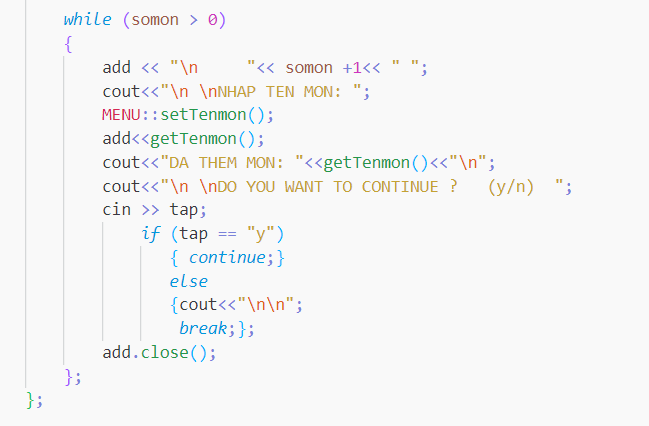 while (somon > 0)
{
add << "\n     "<< somon +1<< " ";
cout<<"\n \nNHAP TEN MON: ";
MENU::setTenmon();
add<<getTenmon();
cout<<"DA THEM MON: "<<getTenmon()<<"\n";
cout<<"\n \nDO YOU WANT TO CONTINUE ?   (y/n)  ";
cin >> tap;
if (tap == "y")
{ continue;}
else
{cout<<"\n\n";
break;};
add.close();
};
};